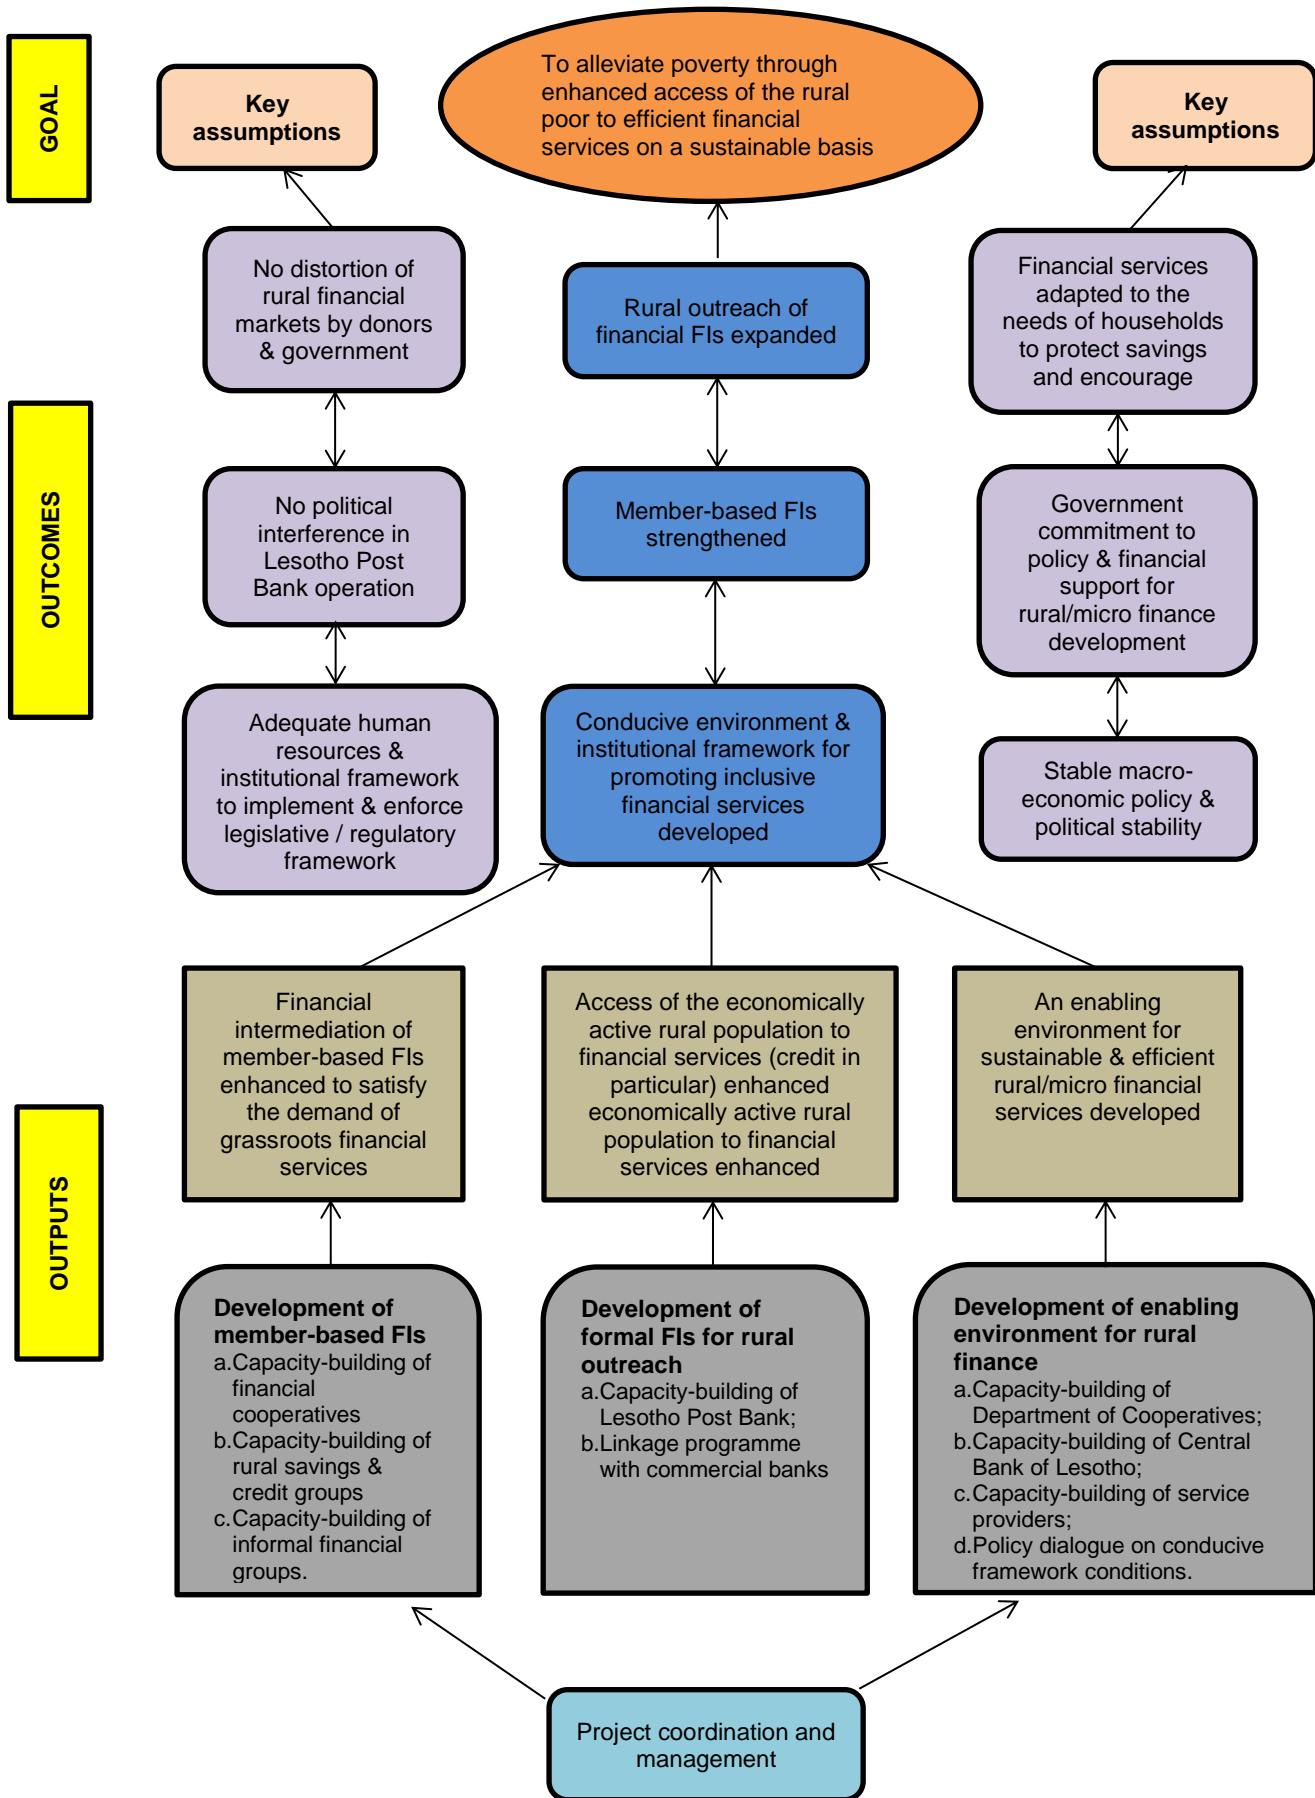 GOAL
Key
assumptions
To alleviate poverty through
enhanced access of the rural
poor to efficient financial
services on a sustainable basis
Key
assumptions
No distortion of
rural financial
markets by donors
& government
Rural outreach of
financial FIs expanded
Financial services
adapted to the
needs of households
to protect savings
and encourage
OUTCOMES
No political
interference in
Lesotho Post
Bank operation
Member-based FIs
strengthened
Government
commitment to
policy & financial
support for
rural/micro finance
development
Adequate human
resources &
institutional framework
to implement & enforce
legislative / regulatory
framework
Conducive environment &
institutional framework for
promoting inclusive
financial services
developed
Stable macro-
economic policy &
political stability
Financial
intermediation of
member-based FIs
enhanced to satisfy
the demand of
grassroots financial
services
Access of the economically
active rural population to
financial services (credit in
particular) enhanced
economically active rural
population to financial
services enhanced
An enabling
environment for
sustainable & efficient
rural/micro financial
services developed
OUTPUTS
Development of
member-based FIs
a.Capacity-building of
financial
cooperatives
b.Capacity-building of
rural savings &
credit groups
c.Capacity-building of
informal financial
groups.
Development of
formal FIs for rural
outreach
a.Capacity-building of
Lesotho Post Bank;
b.Linkage programme
with commercial banks
Development of enabling
environment for rural
finance
a.Capacity-building of
Department of Cooperatives;
b.Capacity-building of Central
Bank of Lesotho;
c.Capacity-building of service
providers;
d.Policy dialogue on conducive
framework conditions.
Project coordination and
management